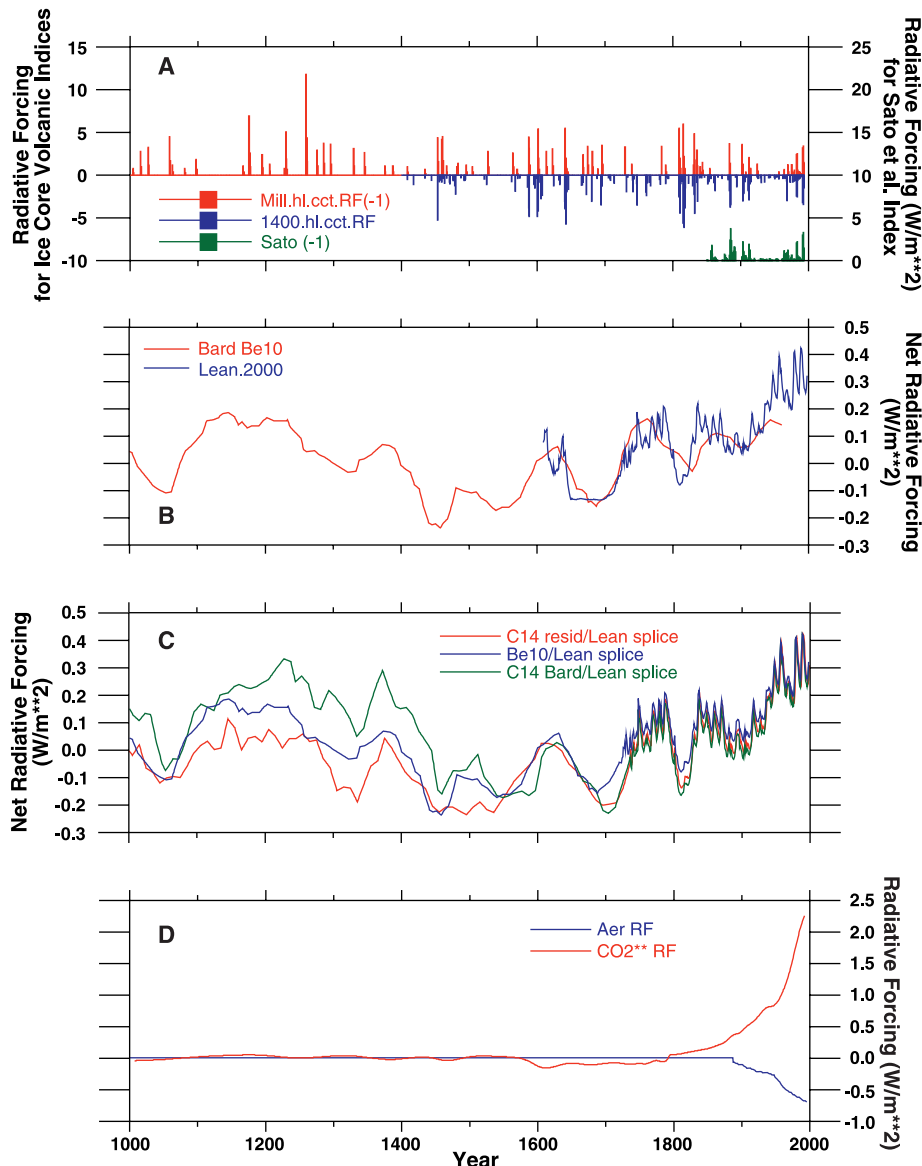 Radiative Forcing
for Ice Core Volcanic Indices
15
10
5
0
-5
-10
A
Mill.hl.cct.RF(-1)
1400.hl.cct.RF
Sato (-1)
25
20
15
10
5
0
Radiative Forcing (W/m**2)
for Sato et al. Index
Bard Be10
Lean.2000
B
0.5
0.4
0.3
0.2
0.1
0.0
-0.1
-0.2
-0.3
Net Radiative Forcing
(W/m**2)
Net Radiative Forcing
(W/m**2)
0.5
0.4
0.3
0.2
0.1
0.0
-0.1
-0.2
-0.3
C
C14 resid/Lean splice
Be10/Lean splice
C14 Bard/Lean splice
D
Aer RF
CO2** RF
2.5
2.0
1.5
1.0
0.5
0.0
-0.5
-1.0
Radiative Forcing (W/m**2)
1000 1200 1400 1600 1800 2000
Year